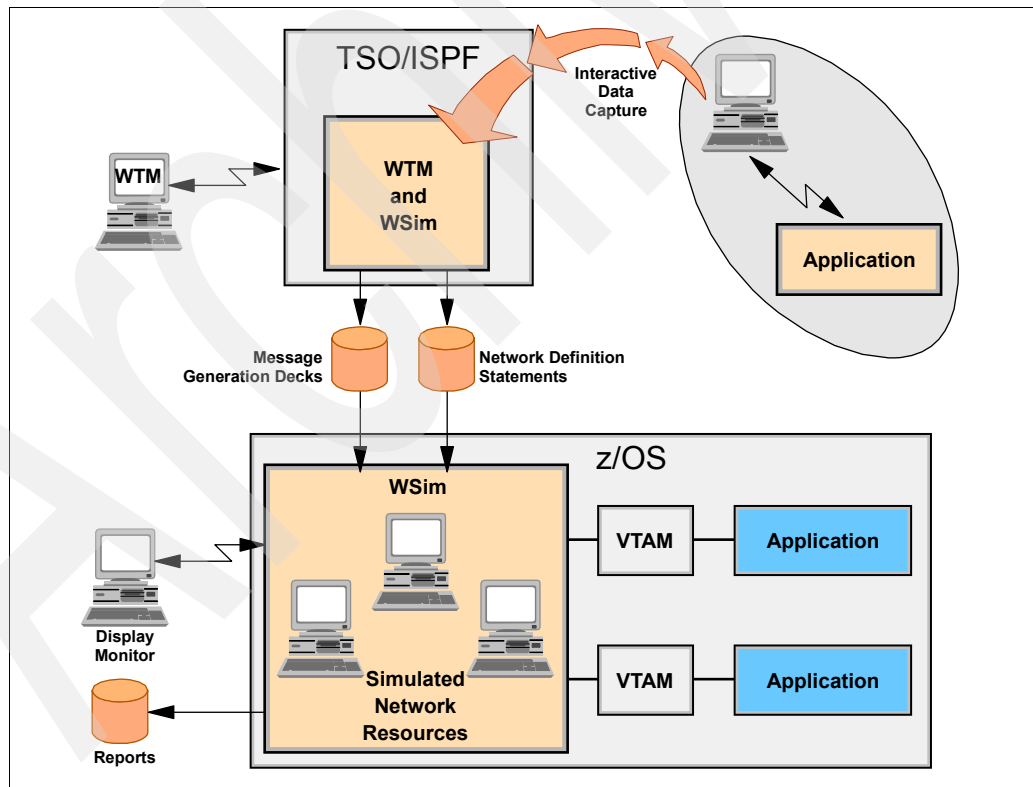 TSO/ISPF
Interactive
Data
Capture
WTM
WTM
and
WSim
Application
Message
Generation Decks
Network Definition
Statements
z/OS
WSim
VTAM
Application
Display
Monitor
Simulated
Network
Resources
VTAM
Application
Reports